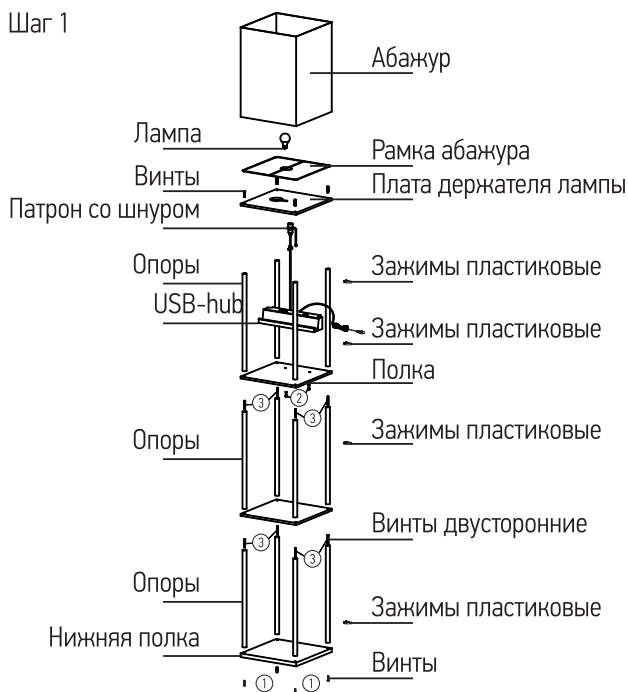 Шаг 1
Абажур
Лампа
Рамка абажура
Винты
Плата держателя лампы
Патрон со шнуром
Опоры
Зажимы пластиковые
USB-hub
Зажимы пластиковые
Полка
2
3
3
Опоры
Зажимы пластиковые
Винты двусторонние
3
3
Опоры
Зажимы пластиковые
Нижняя полка
Винты
1
1